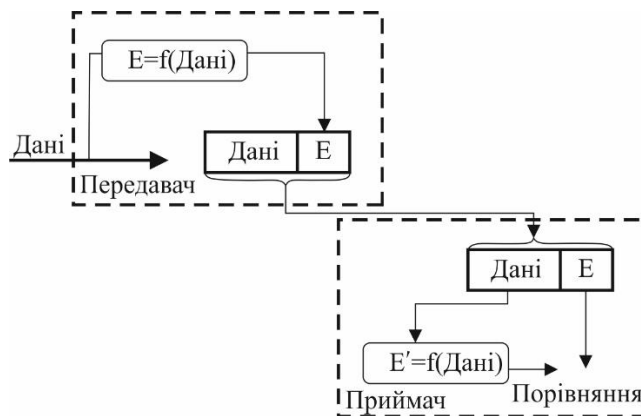 E=f(Дані)
Дані
Дані E
Передавач
Дані E
E′=f(Дані)
Приймач Порівняння